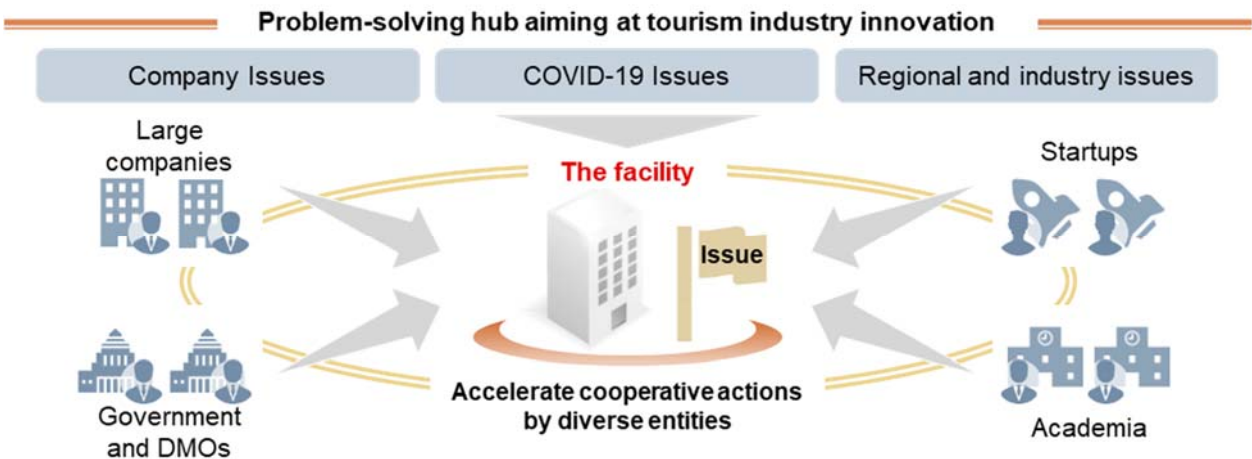 Problem-solving hub aiming at tourism industry innovation
Company Issues
COVID-19 Issues
Regional and industry issues
Large
companies
The facility
Startups
Issue
Government
and DMOs
Accelerate cooperative actions
by diverse entities
Academia